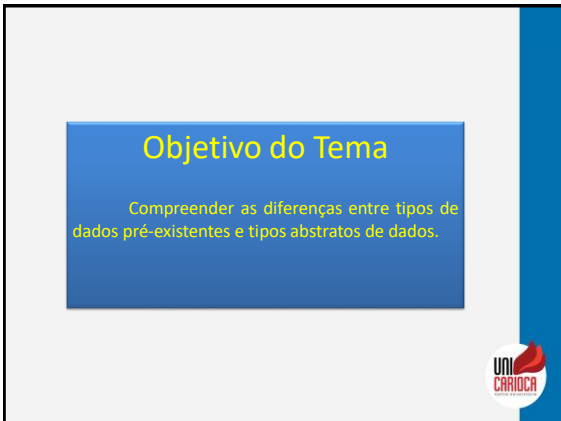 Objetivo do Tema
Compreender as diferenças entre tipos de
dados pré-existentes e tipos abstratos de dados.
UNI
CARIOCA